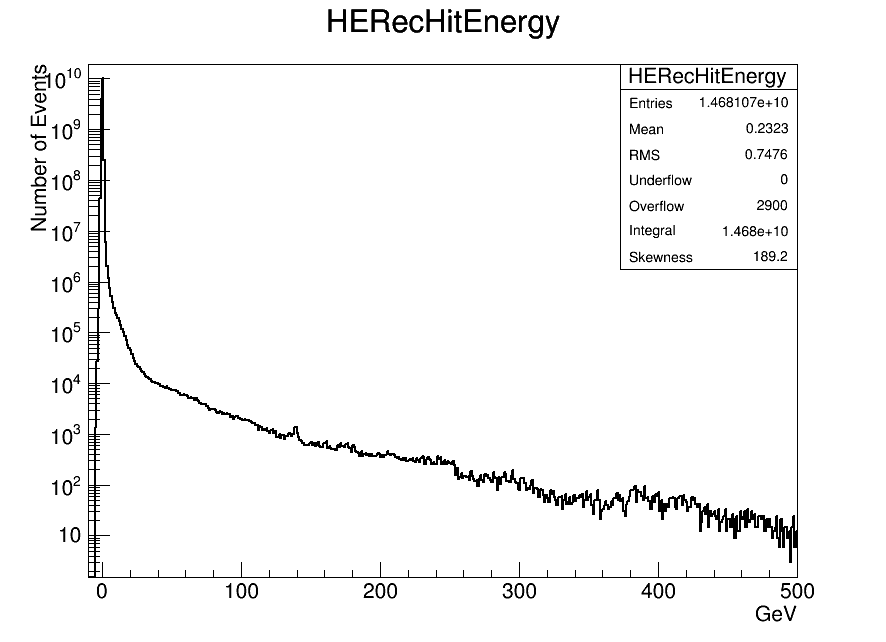 HERecHitEnergy
Number of Events
10^10
10^9
10^8
10^7
10^6
10^5
10^4
10^3
10^2
10
HERecHitEnergy
Entries 1.468107e+10
Mean 0.2323
RMS 0.7476
Underflow 0
Overflow 2900
Integral 1.468e+10
Skewness 189.2
0 100 200 300 400 500
GeV